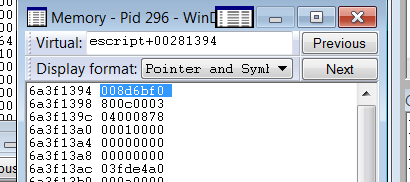 Memory - Pid 296 - WinD
Virtual: escript+00281394 Previous
Display format: Pointer and Symb Next
6a3f1394 008d6bf0
6a3f1398 800c0003
6a3f139c 04000878
6a3f13a0 00010000
6a3f13a4 00000000
6a3f13a8 00000000
6a3f13ac 03fde4a0